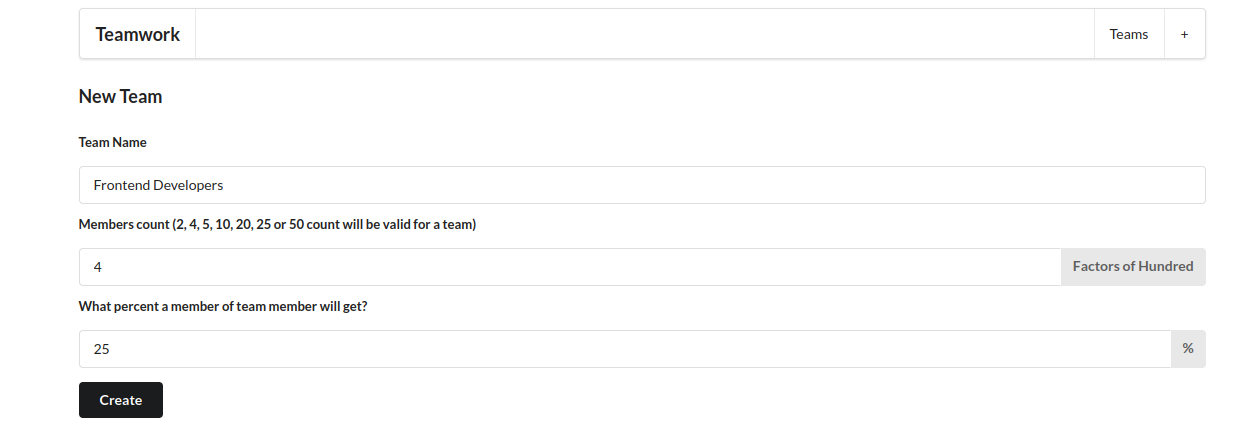 Teamwork
Teams
+
New Team
Team Name
Frontend Developers
Members count (2, 4, 5, 10, 20, 25 or 50 count will be valid for a team)
4
Factors of Hundred
What percent a member of team member will get?
25
%
Create